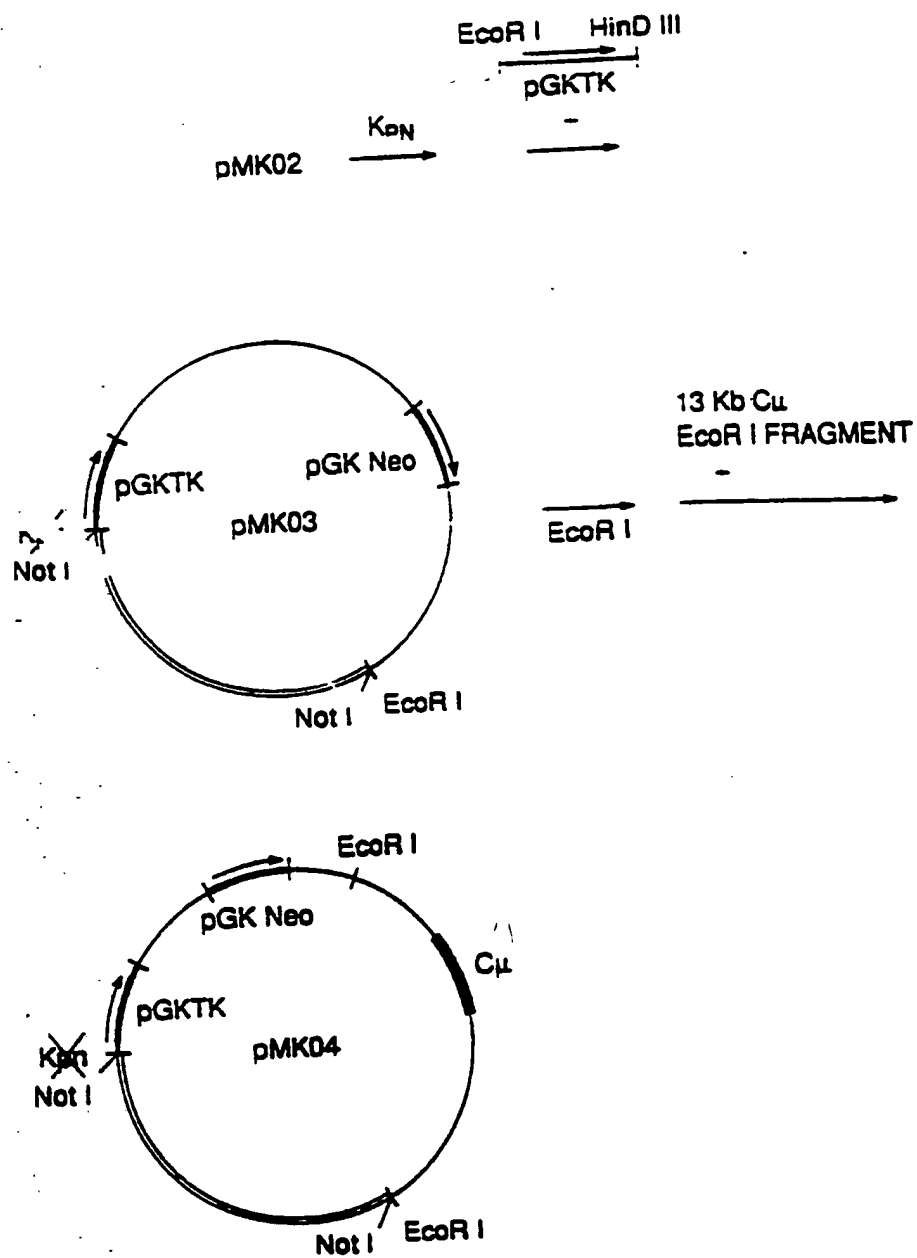 EcoR I HinD III
pGKTK
pMK02
KpN
pGKTK
pGK Neo
pMK03
Not I
Not I
EcoR I
EcoR I
13 Kb Cµ
EcoR I FRAGMENT
EcoR I
pGK Neo
Cµ
pGKTK
Kpn
Not I
pMK04
Not I
EcoR I